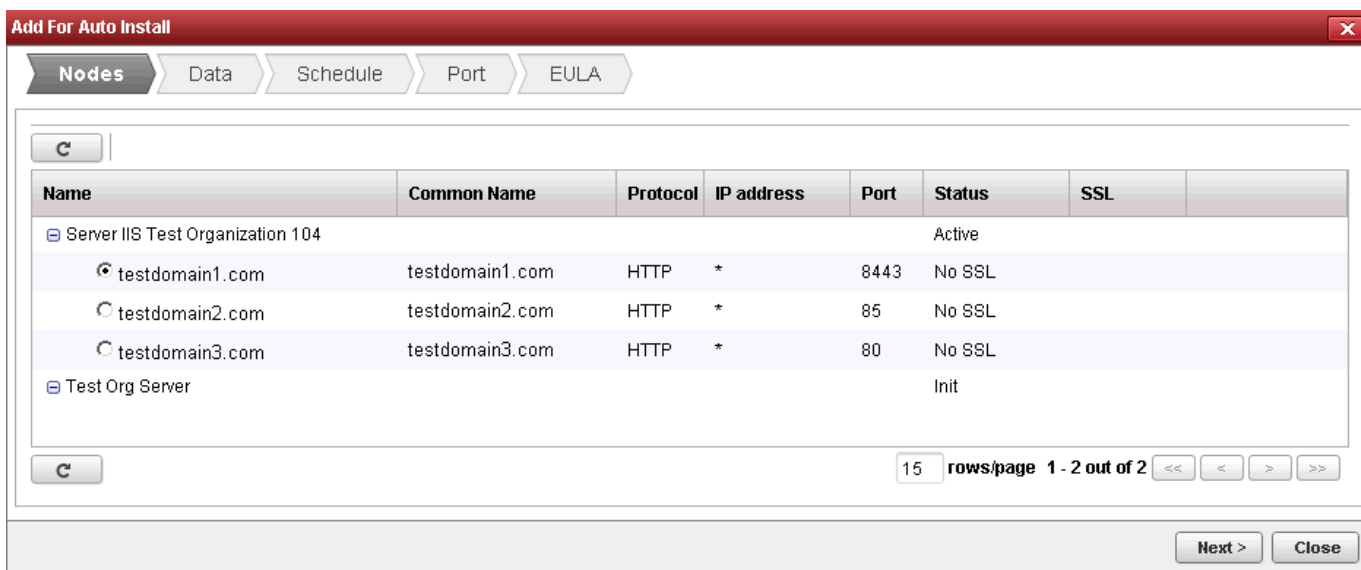 Add For Auto Install
Nodes Data Schedule Port EULA
Name Common Name Protocol IP address Port Status SSL
Server IIS Test Organization 104 Active
testdomain1.com testdomain1.com HTTP * 8443 No SSL
testdomain2.com testdomain2.com HTTP * 85 No SSL
testdomain3.com testdomain3.com HTTP * 80 No SSL
Test Org Server Init
15 rows/page 1 - 2 out of 2 << < > >>
Next > Close